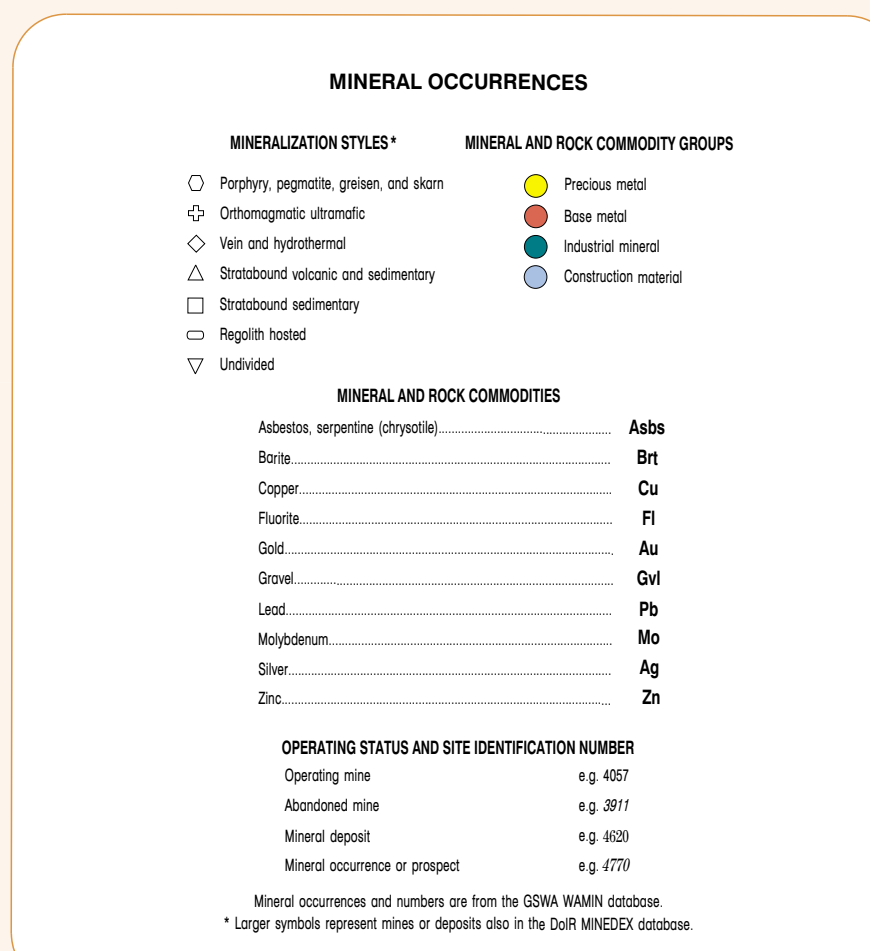 MINERAL OCCURRENCES
MINERALIZATION STYLES *
Porphyry, pegmatite, greisen, and skarn
Orthomagmatic ultramafic
Vein and hydrothermal
Stratabound volcanic and sedimentary
Stratabound sedimentary
Regolith hosted
Undivided
MINERAL AND ROCK COMMODITY GROUPS
Precious metal
Base metal
Industrial mineral
Construction material
MINERAL AND ROCK COMMODITIES
Asbestos, serpentine (chrysotile)........................................................ Asbs
Barite........................................................................................................ Brt
Copper..................................................................................................... Cu
Fluorite..................................................................................................... Fl
Gold.......................................................................................................... Au
Gravel....................................................................................................... Gvl
Lead.......................................................................................................... Pb
Molybdenum............................................................................................ Mo
Silver......................................................................................................... Ag
Zinc........................................................................................................... Zn
OPERATING STATUS AND SITE IDENTIFICATION NUMBER
Operating mine e.g. 4057
Abandoned mine e.g. 3911
Mineral deposit e.g. 4620
Mineral occurrence or prospect e.g. 4770
Mineral occurrences and numbers are from the GSWA WAMIN database.
* Larger symbols represent mines or deposits also in the DoIR MINEDEX database.